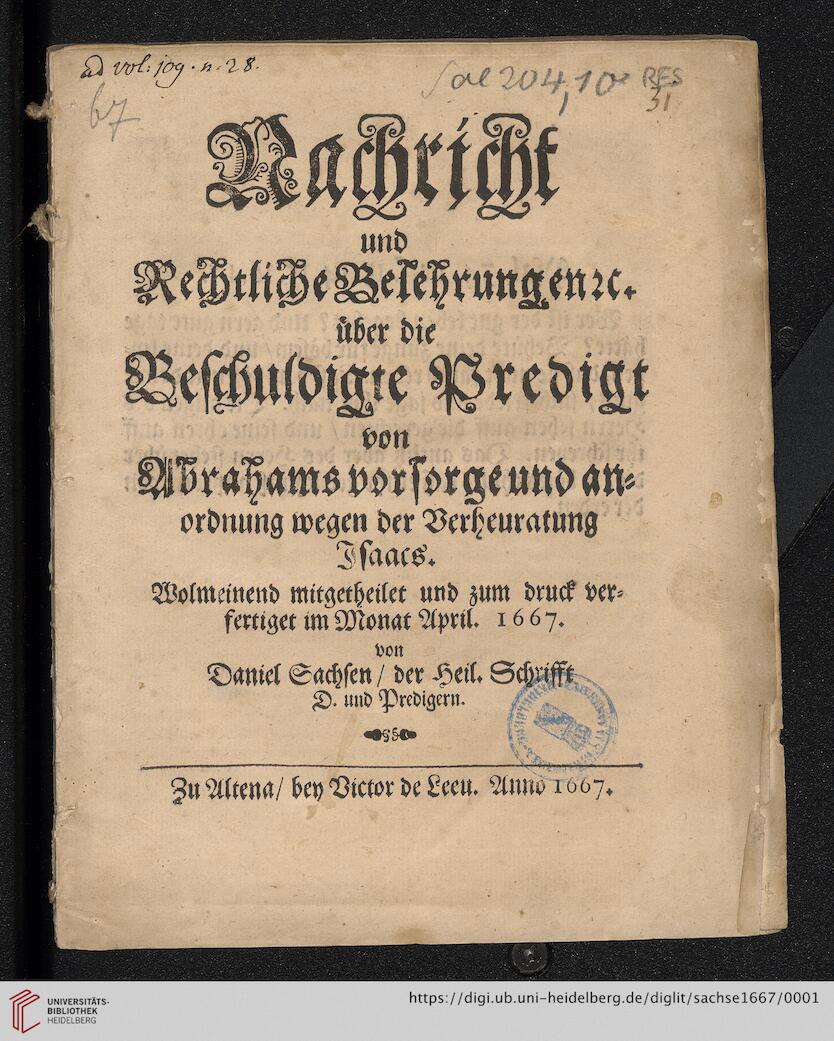 ad vol: 109. n. 28.
Sal 204,10 RES
67 31
Nachricht
und
Rechtliche Belehrungen ꝛc.
über die
Beschuldigte Predigt
von
Abrahams vorsorge und an-
ordnung wegen der Verheuratung
Isaacs.
Wolmeinend mitgetheilet und zum druck ver-
fertiget im Monat April. 1667.
von
Daniel Sachsen / der Heil. Schrifft
D. und Predigern.
Zu Altena / bey Victor de Leeu. Anno 1667.
UNIVERSITÄTS-
BIBLIOTHEK
HEIDELBERG
https://digi.ub.uni-heidelberg.de/diglit/sachse1667/0001